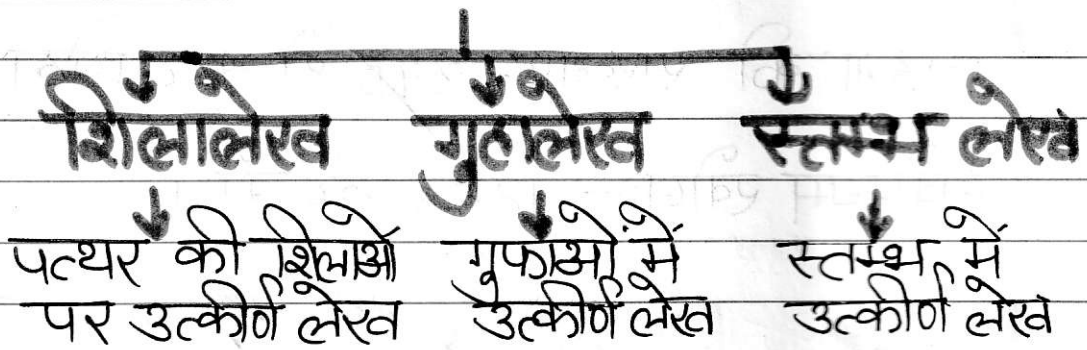 शिलालेख गुहालेख स्तम्भ लेख
पत्थर की शिलाओं गुफाओं में स्तम्भ में
पर उत्कीर्ण लेख उत्कीर्ण लेख उत्कीर्ण लेख